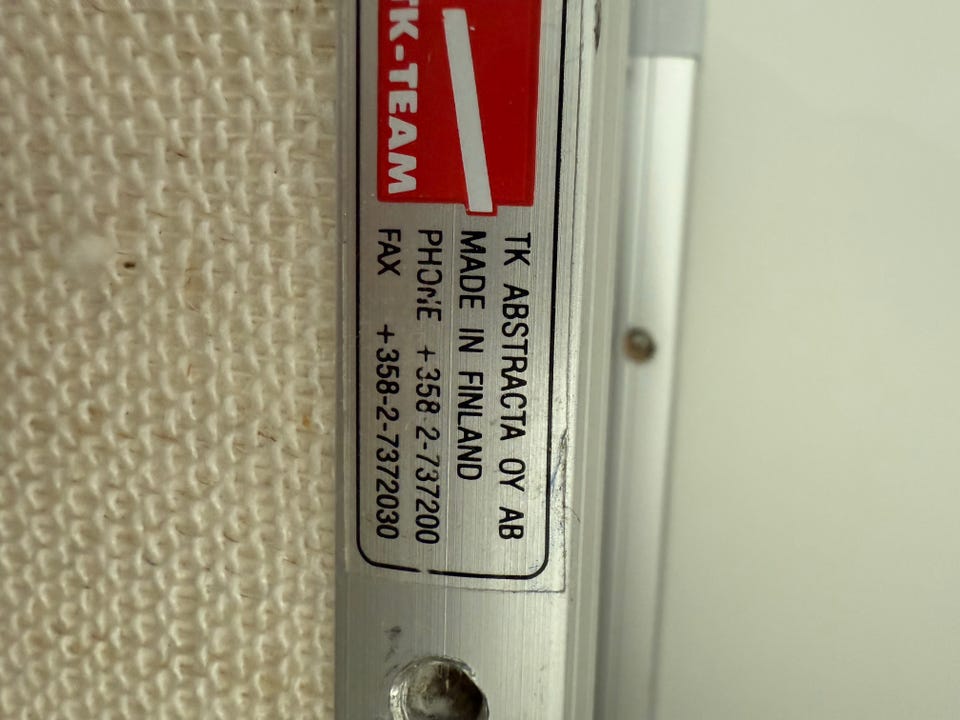 TK-TEAM
TK ABSTRACTA OY AB
MADE IN FINLAND
PHONE +358-2-737200
FAX +358-2-7372030